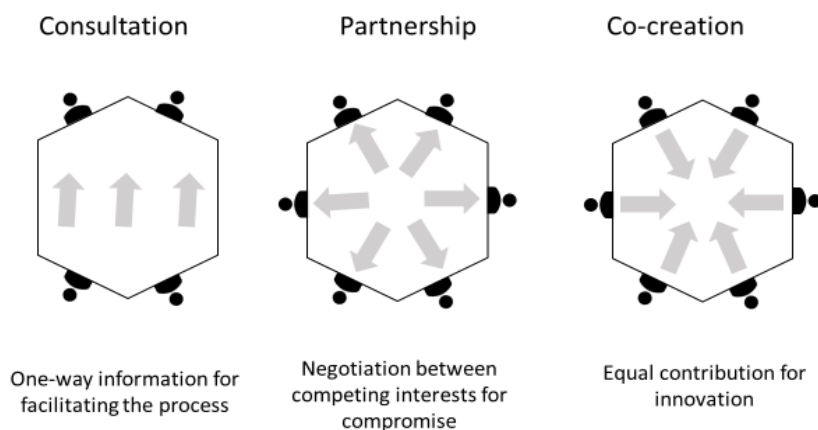 Consultation
Partnership
Co-creation
One-way information for
facilitating the process
Negotiation between
competing interests for
compromise
Equal contribution for
innovation